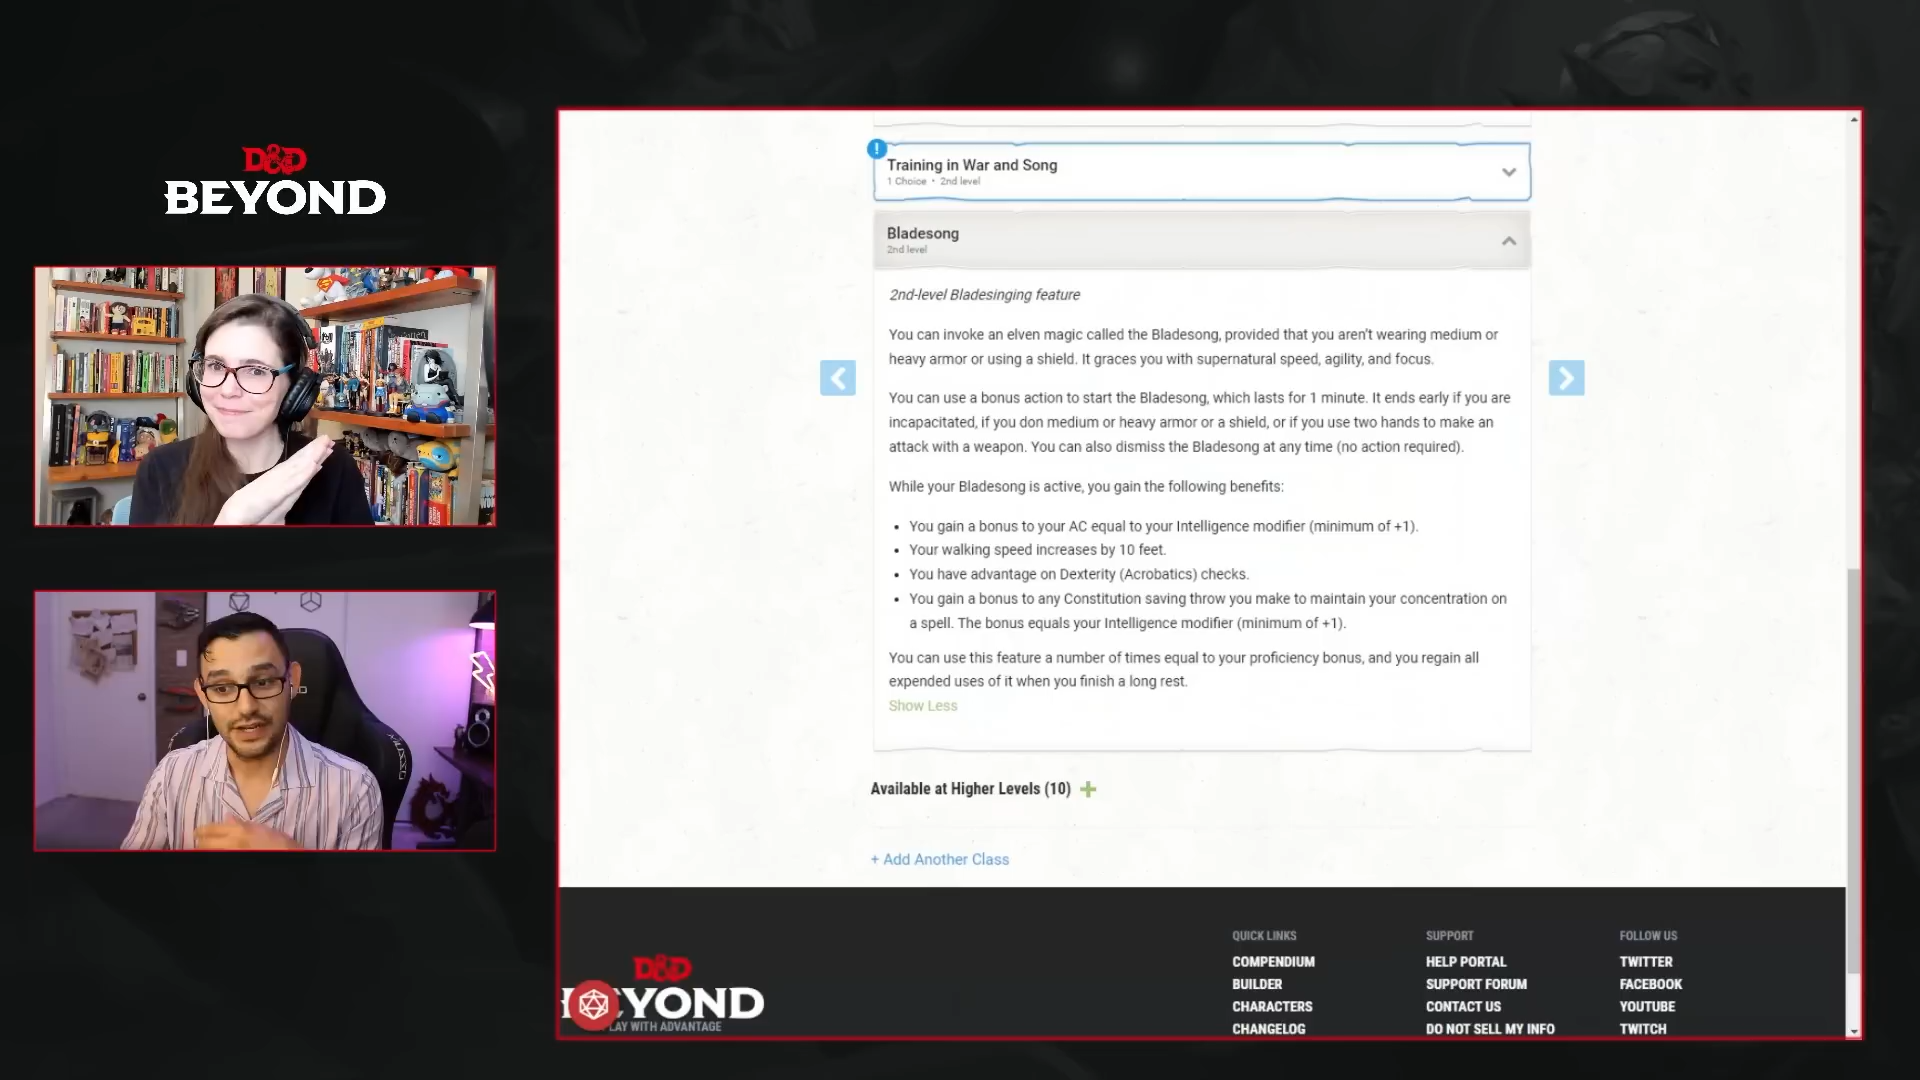 D&D
BEYOND
Training in War and Song
1 Choice • 2nd level
Bladesong
2nd level
2nd-level Bladesinging feature
You can invoke an elven magic called the Bladesong, provided that you aren't wearing medium or
heavy armor or using a shield. It graces you with supernatural speed, agility, and focus.
You can use a bonus action to start the Bladesong, which lasts for 1 minute. It ends early if you are
incapacitated, if you don medium or heavy armor or a shield, or if you use two hands to make an
attack with a weapon. You can also dismiss the Bladesong at any time (no action required).
While your Bladesong is active, you gain the following benefits:
• You gain a bonus to your AC equal to your Intelligence modifier (minimum of +1).
• Your walking speed increases by 10 feet.
• You have advantage on Dexterity (Acrobatics) checks.
• You gain a bonus to any Constitution saving throw you make to maintain your concentration on
a spell. The bonus equals your Intelligence modifier (minimum of +1).
You can use this feature a number of times equal to your proficiency bonus, and you regain all
expended uses of it when you finish a long rest.
Show Less
Available at Higher Levels (10) +
+ Add Another Class
D&D
YOND
LAY WITH ADVANTAGE
QUICK LINKS
COMPENDIUM
BUILDER
CHARACTERS
CHANGELOG
SUPPORT
HELP PORTAL
SUPPORT FORUM
CONTACT US
DO NOT SELL MY INFO
FOLLOW US
TWITTER
FACEBOOK
YOUTUBE
TWITCH